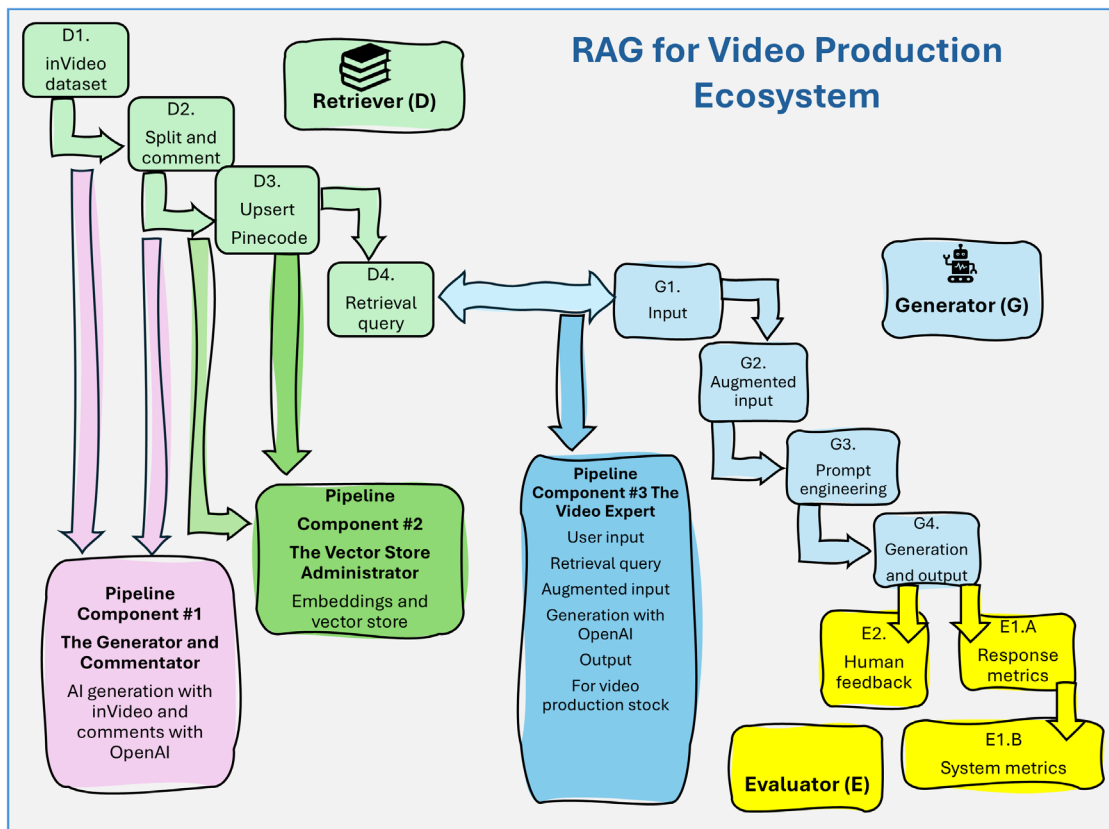 RAG for Video Production
Ecosystem
D1.
inVideo
dataset
Retriever (D)
D2.
Split and
comment
D3.
Upsert
Pinecode
D4.
Retrieval
query
G1.
Input
Generator (G)
G2.
Augmented
input
G3.
Prompt
engineering
G4.
Generation
and output
Pipeline
Component #1
The Generator and
Commentator
AI generation with
inVideo and
comments with
OpenAI
Pipeline
Component #2
The Vector Store
Administrator
Embeddings and
vector store
Pipeline
Component #3 The
Video Expert
User input
Retrieval query
Augmented input
Generation with
OpenAI
Output
For video
production stock
E2.
Human
feedback
E1.A
Response
metrics
E1.B
System metrics
Evaluator (E)